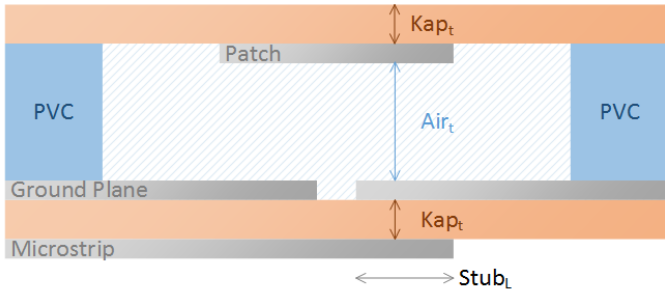 Kapt
Patch
PVC
Airt
PVC
Ground Plane
Kapt
Microstrip
StubL